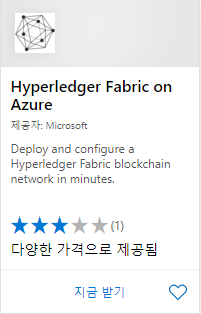 Hyperledger Fabric on
Azure
제공자: Microsoft
Deploy and configure a
Hyperledger Fabric blockchain
network in minutes.
(1)
다양한 가격으로 제공됨
지금 받기